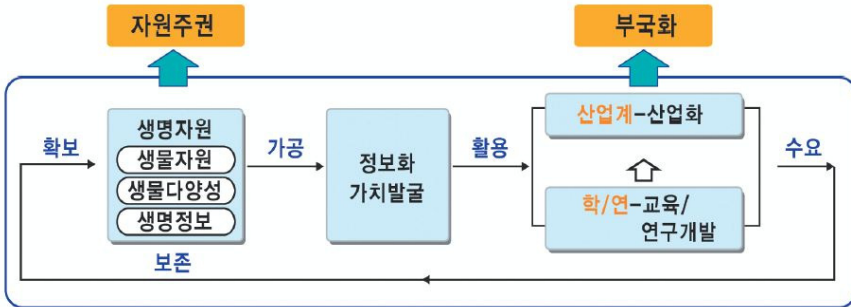 자원주권
부국화
확보
생명자원
생물자원
생물다양성
생명정보
가공
정보화
가치발굴
활용
산업계-산업화
학/연-교육/
연구개발
수요
보존